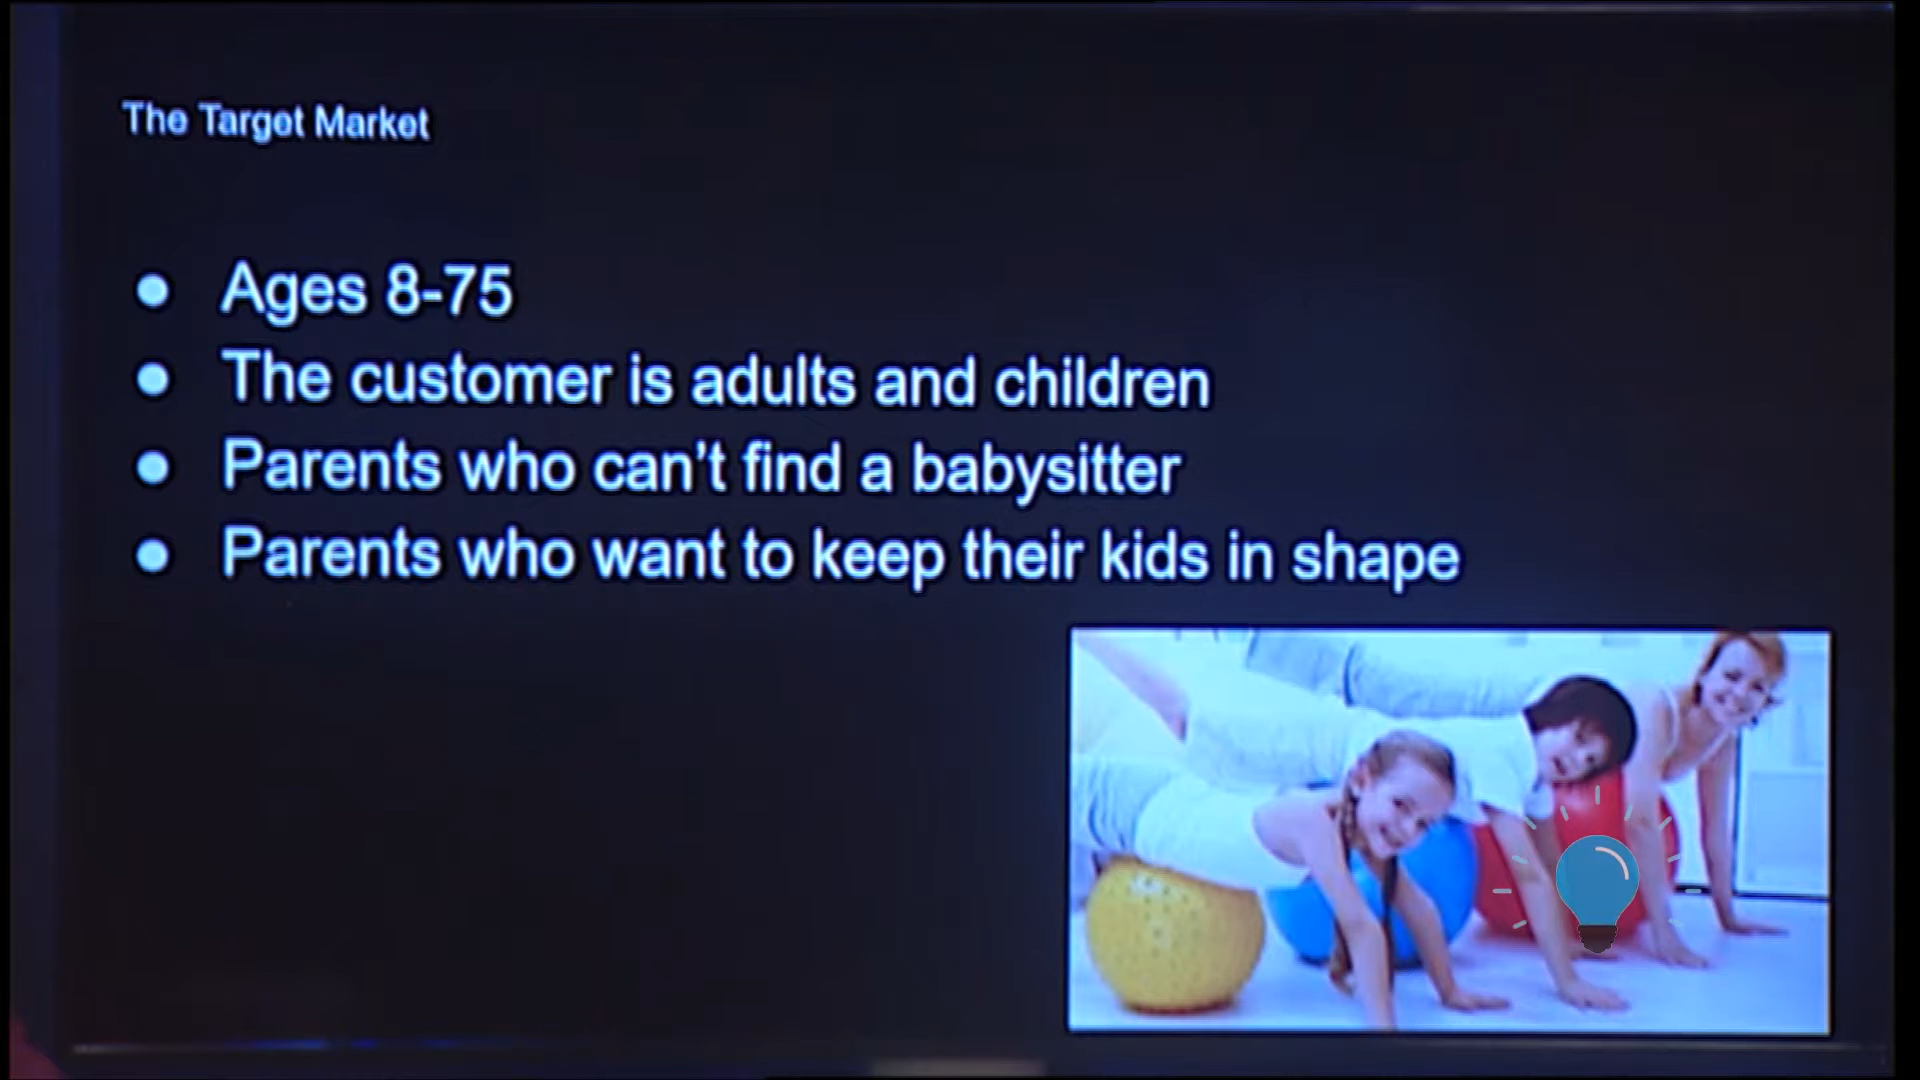 The Target Market
● Ages 8-75
● The customer is adults and children
● Parents who can't find a babysitter
● Parents who want to keep their kids in shape